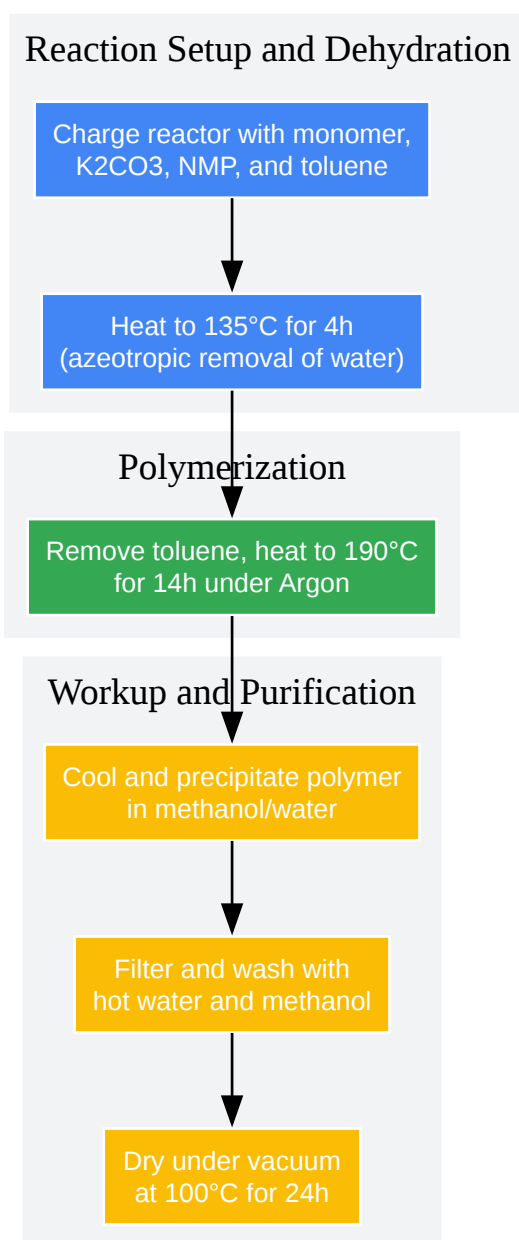 Reaction Setup and Dehydration
Charge reactor with monomer,
K2CO3, NMP, and toluene
Heat to 135°C for 4h
(azeotropic removal of water)
Polymerization
Remove toluene, heat to 190°C
for 14h under Argon
Workup and Purification
Cool and precipitate polymer
in methanol/water
Filter and wash with
hot water and methanol
Dry under vacuum
at 100°C for 24h